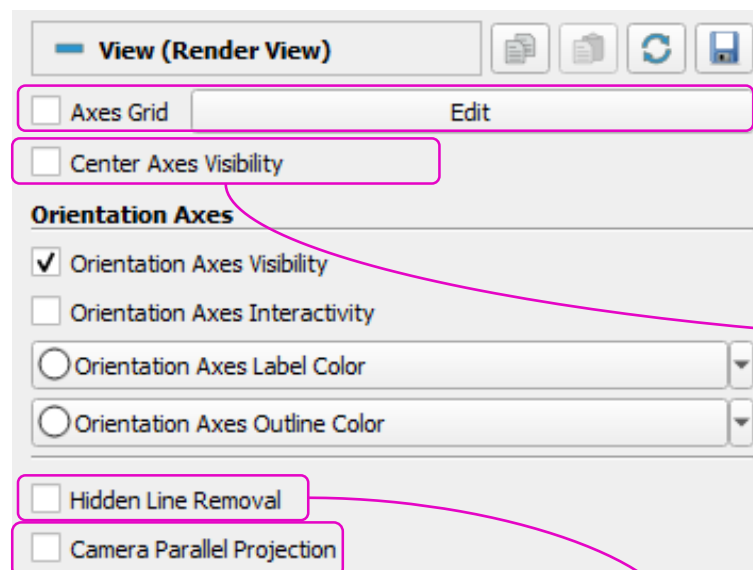 View (Render View)
Axes Grid Edit
Center Axes Visibility
Orientation Axes
Orientation Axes Visibility
Orientation Axes Interactivity
Orientation Axes Label Color
Orientation Axes Outline Color
Hidden Line Removal
Camera Parallel Projection